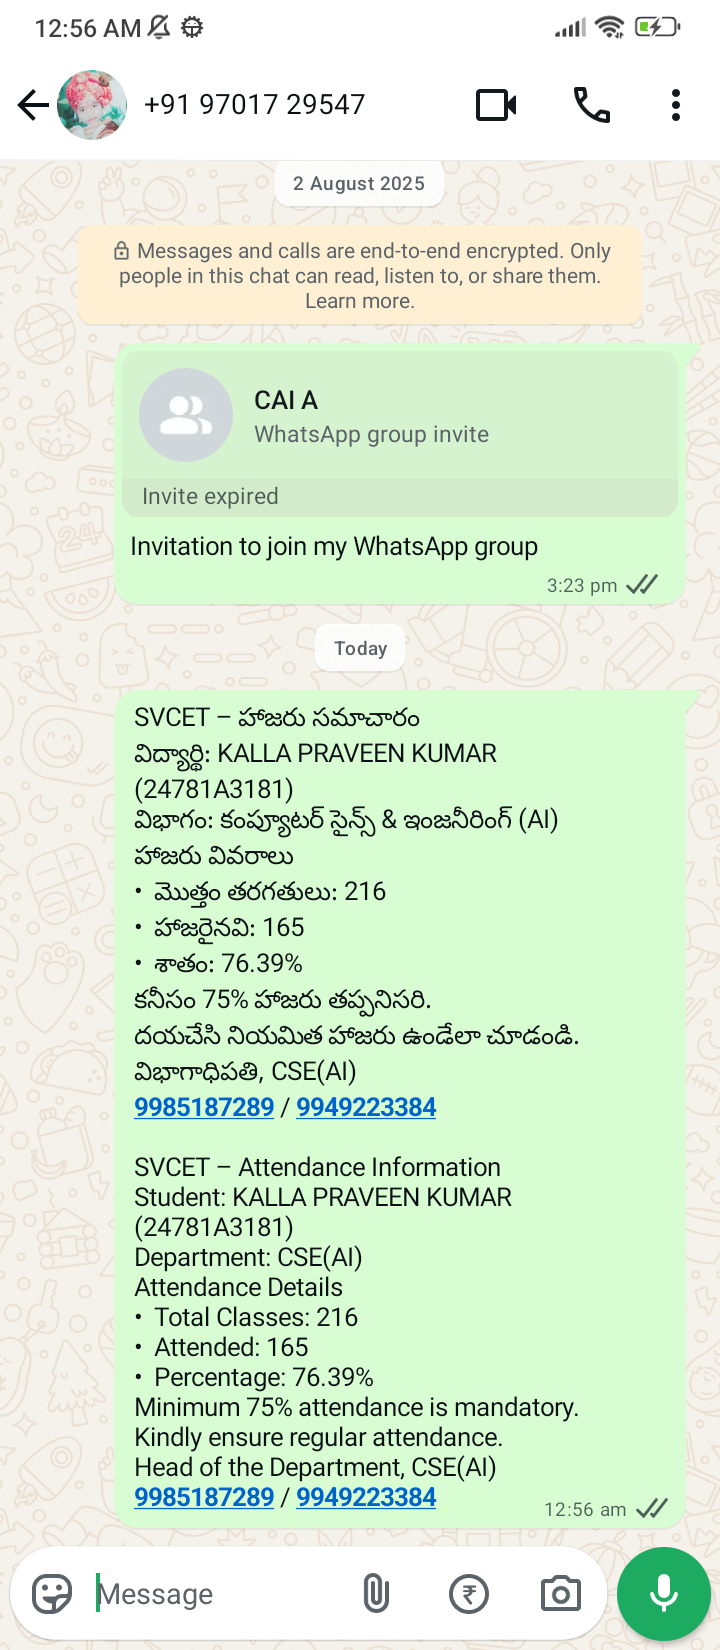 12:56 AM
+91 97017 29547
2 August 2025
Messages and calls are end-to-end encrypted. Only
people in this chat can read, listen to, or share them.
Learn more.
CAI A
WhatsApp group invite
Invite expired
Invitation to join my WhatsApp group
3:23 pm
Today
SVCET – హాజరు సమాచారం
విద్యార్థి: KALLA PRAVEEN KUMAR
(24781A3181)
విభాగం: కంప్యూటర్ సైన్స్ & ఇంజనీరింగ్ (AI)
హాజరు వివరాలు
• మొత్తం తరగతులు: 216
• హాజరైనవి: 165
• శాతం: 76.39%
కనీసం 75% హాజరు తప్పనిసరి.
దయచేసి నియమిత హాజరు ఉండేలా చూడండి.
విభాగాధిపతి, CSE(AI)
9985187289 / 9949223384
SVCET – Attendance Information
Student: KALLA PRAVEEN KUMAR
(24781A3181)
Department: CSE(AI)
Attendance Details
• Total Classes: 216
• Attended: 165
• Percentage: 76.39%
Minimum 75% attendance is mandatory.
Kindly ensure regular attendance.
Head of the Department, CSE(AI)
9985187289 / 9949223384
12:56 am
Message